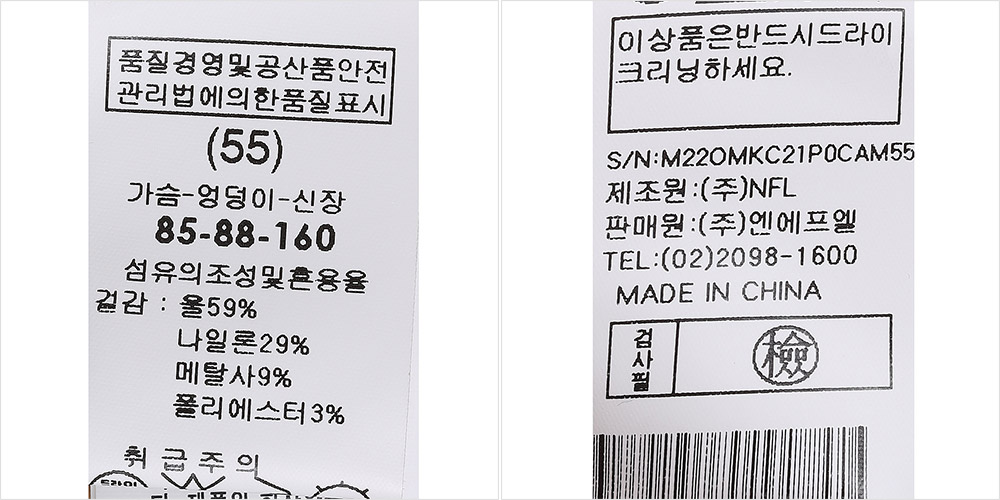 품질경영및공산품안전
관리법에의한품질표시
(55)
가슴-엉덩이-신장
85-88-160
섬유의조성및혼용율
겉감 : 울59%
나일론29%
메탈사9%
폴리에스터3%
취급주의
드라이
이상품은반드시드라이
크리닝하세요.
S/N:M22OMKC21P0CAM55
제조원:(주)NFL
판매원:(주)엔에프엘
TEL:(02)2098-1600
MADE IN CHINA
검사필
檢